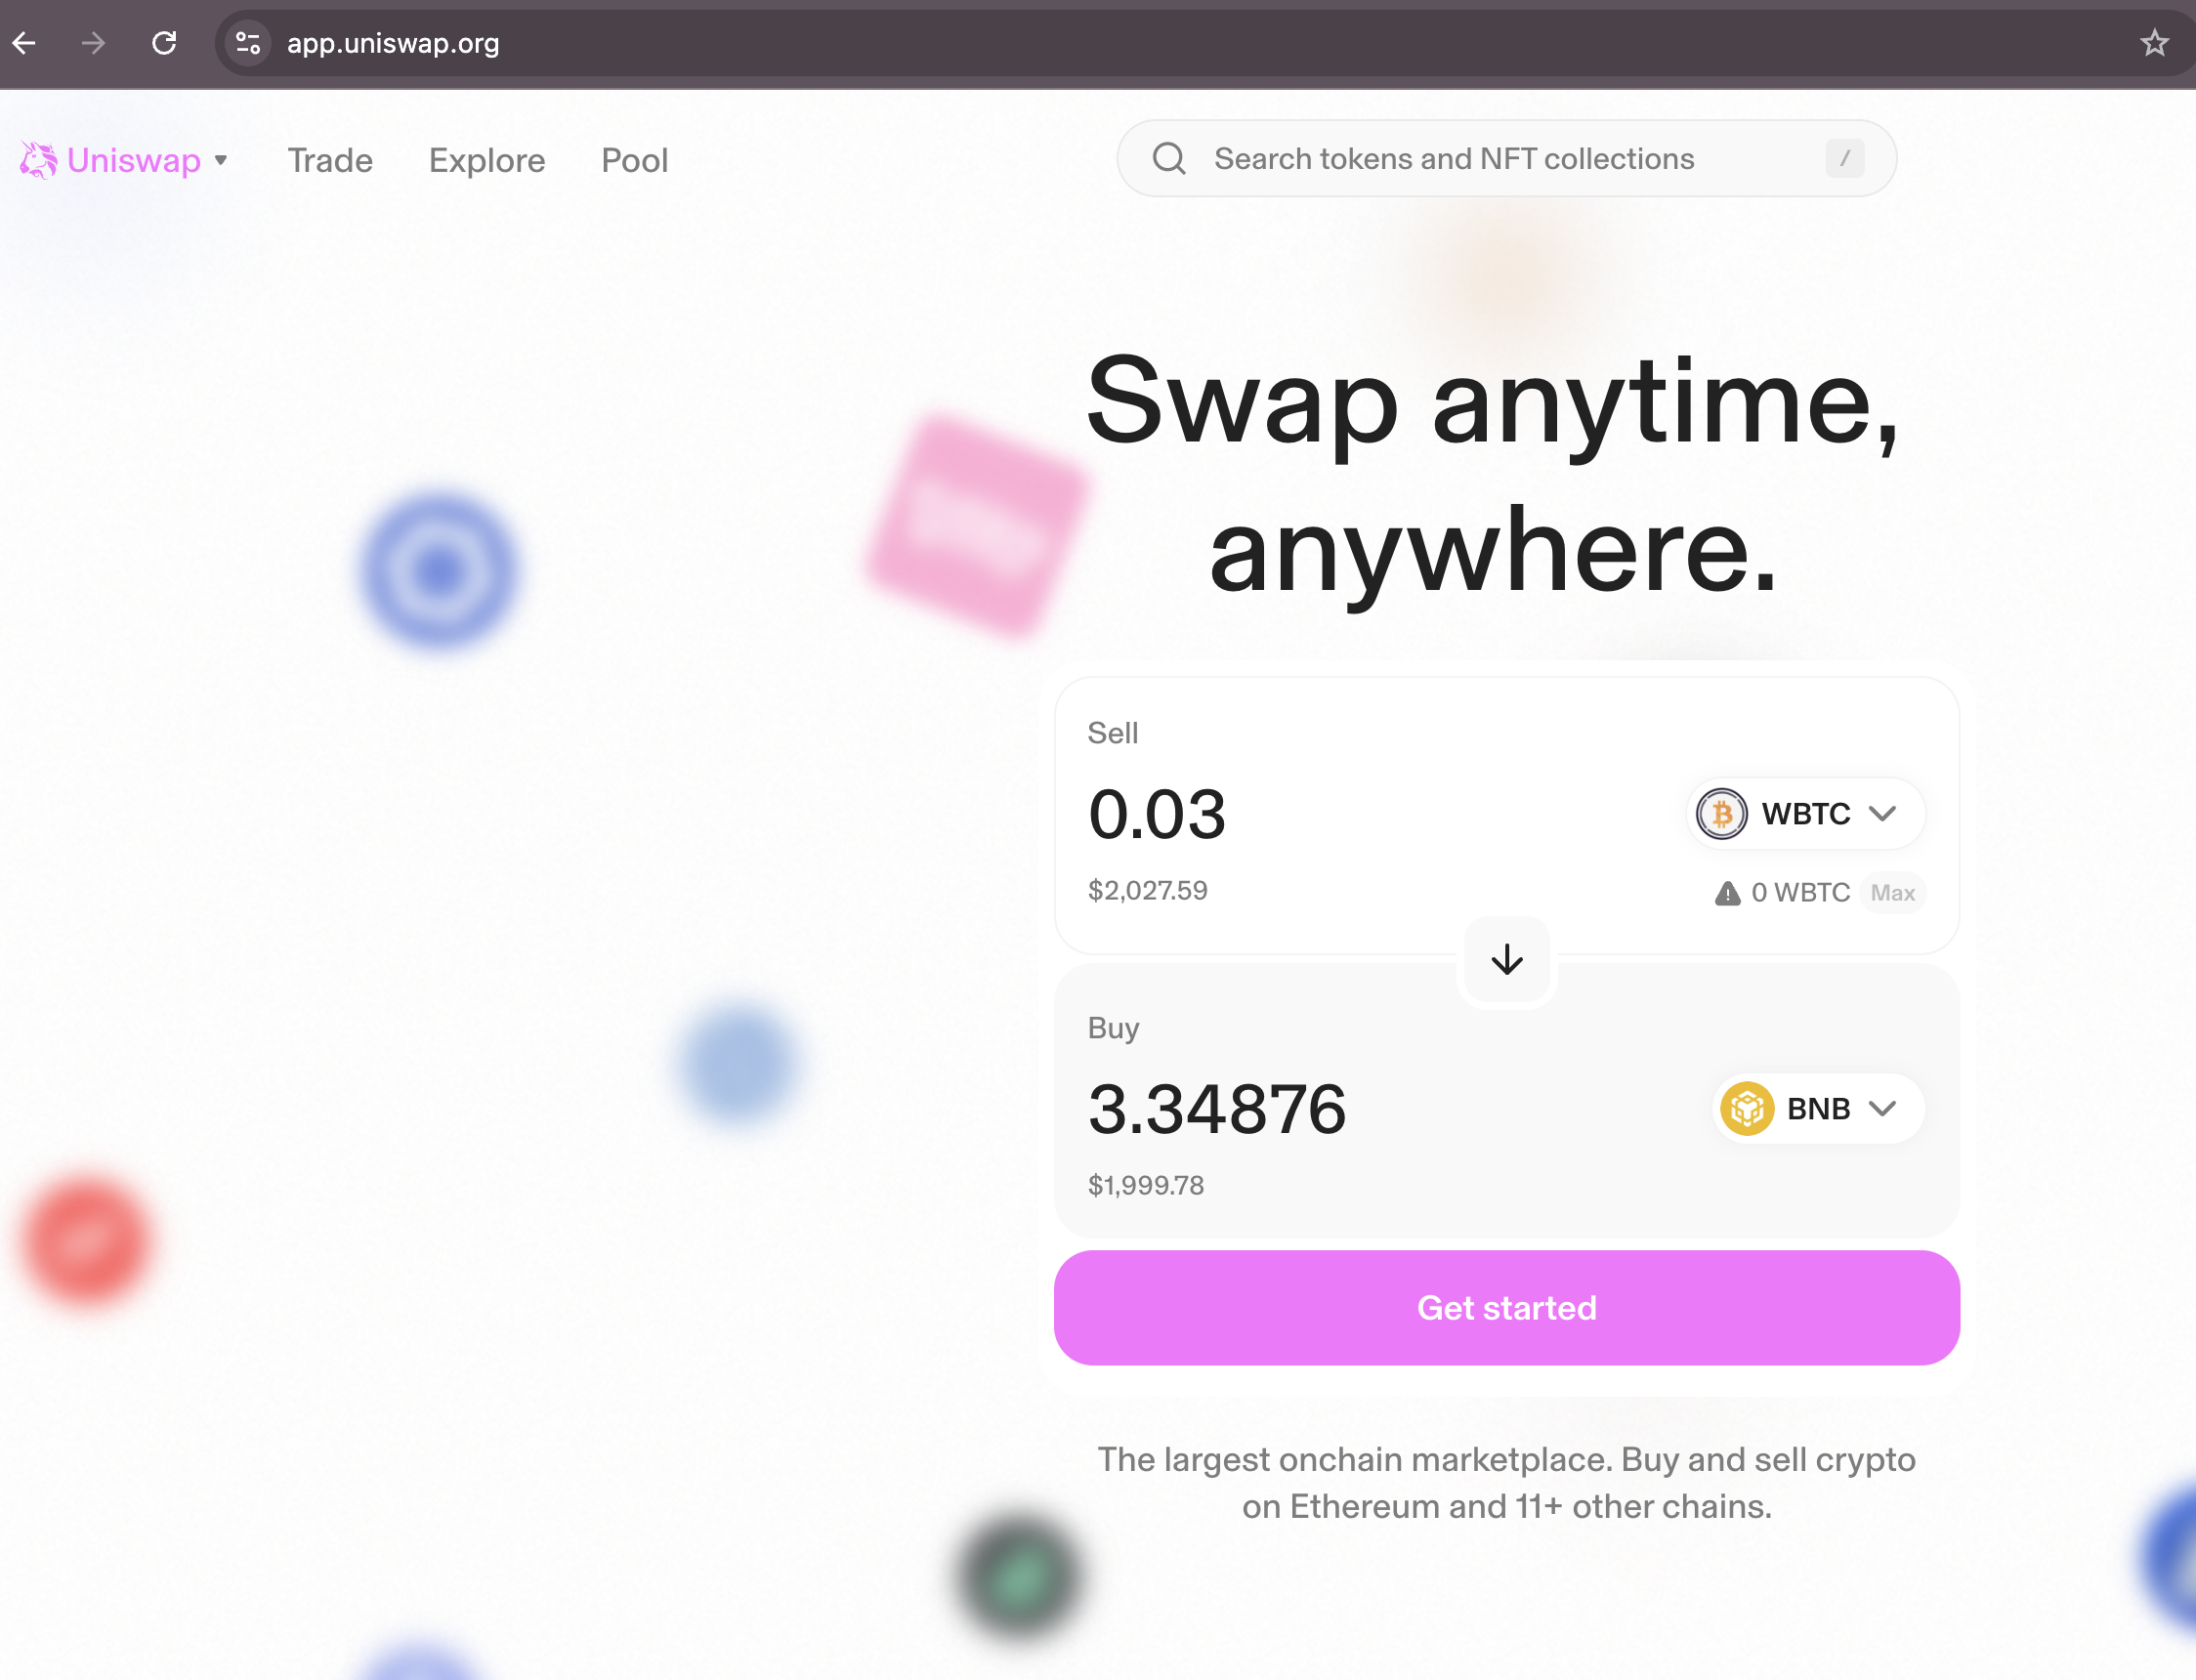 app.uniswap.org
Uniswap Trade Explore Pool
Search tokens and NFT collections /
Swap anytime,
anywhere.
Sell
0.03 WBTC
$2,027.59 0 WBTC Max
Buy
3.34876 BNB
$1,999.78
Get started
The largest onchain marketplace. Buy and sell crypto
on Ethereum and 11+ other chains.